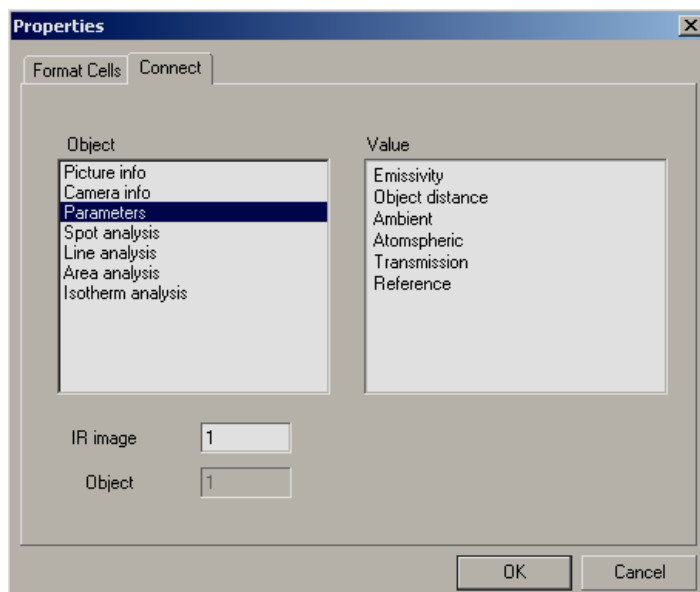 Properties
Format Cells
Connect
Object
Picture info
Camera info
Parameters
Spot analysis
Line analysis
Area analysis
Isotherm analysis
Value
Emissivity
Object distance
Ambient
Atomspheric
Transmission
Reference
IR image
1
Object
1
OK
Cancel